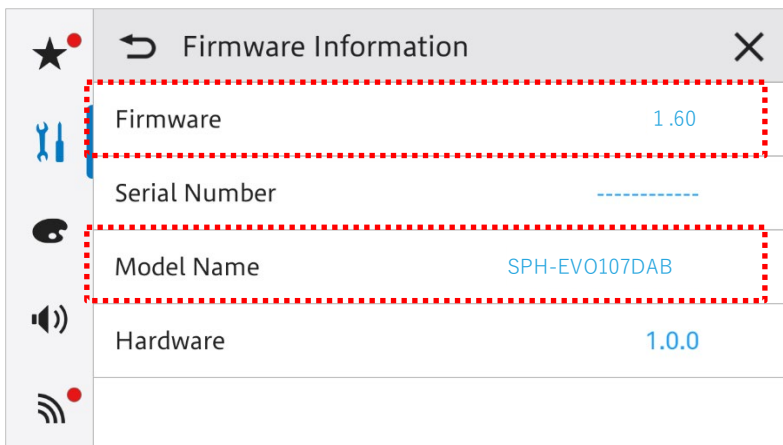 Firmware Information
Firmware 1.60
Serial Number ------------
Model Name SPH-EVO107DAB
Hardware 1.0.0